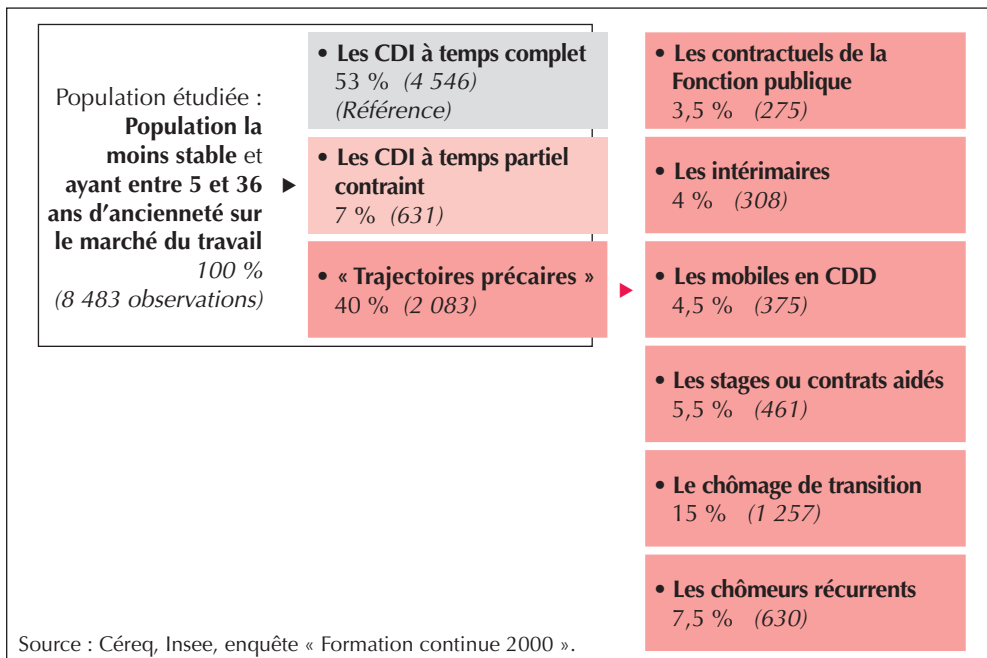 Population étudiée :
Population la
moins stable et
ayant entre 5 et 36
ans d'ancienneté sur
le marché du travail
100 %
(8 483 observations)
• Les CDI à temps complet
53 % (4 546)
(Référence)
• Les CDI à temps partiel
contraint
7 % (631)
• « Trajectoires précaires »
40 % (2 083)
• Les contractuels de la
Fonction publique
3,5 % (275)
• Les intérimaires
4 % (308)
• Les mobiles en CDD
4,5 % (375)
• Les stages ou contrats aidés
5,5 % (461)
• Le chômage de transition
15 % (1 257)
• Les chômeurs récurrents
7,5 % (630)
Source : Céreq, Insee, enquête « Formation continue 2000 ».